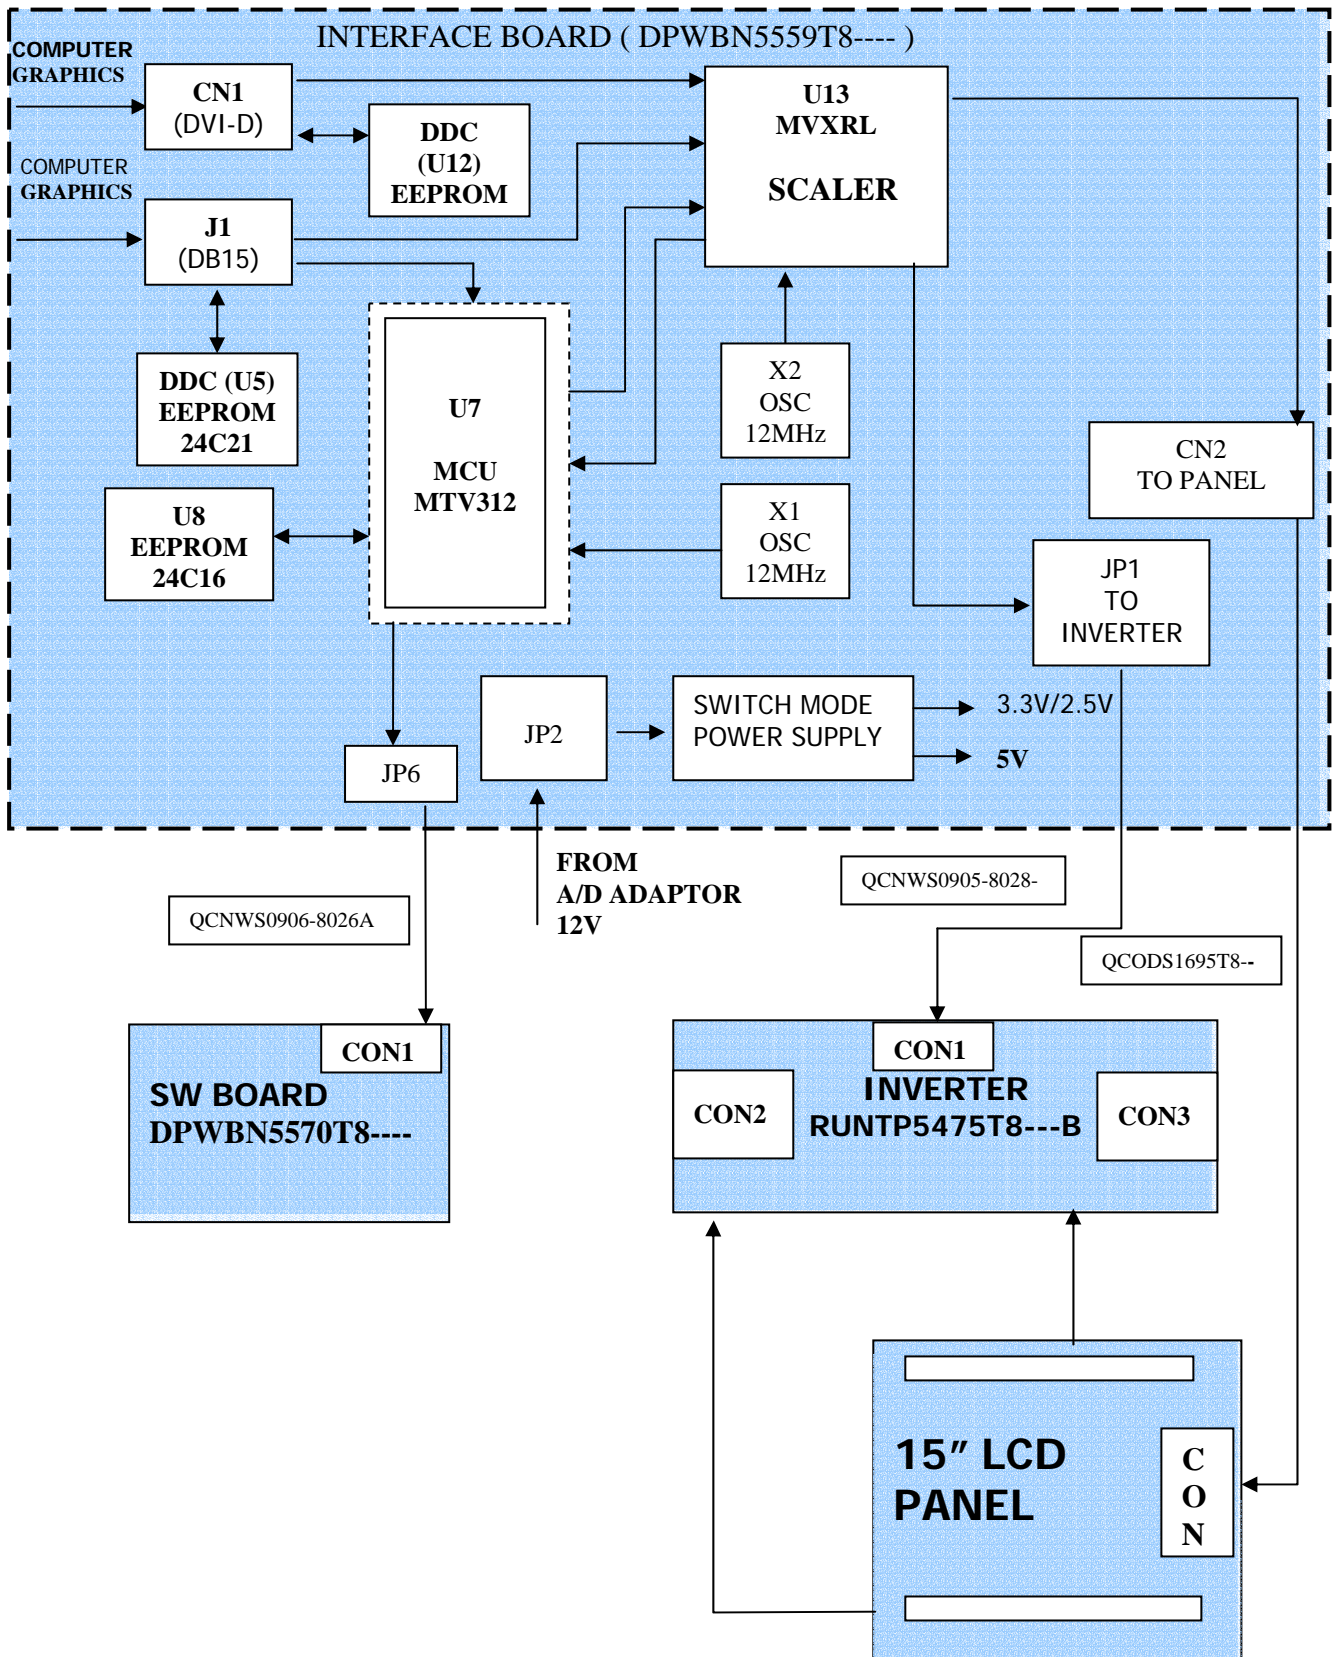 INTERFACE BOARD ( DPWBN5559T8---- )
COMPUTER
GRAPHICS
CN1
(DVI-D)
DDC
(U12)
EEPROM
U13
MVXRL
SCALER
COMPUTER
GRAPHICS
J1
(DB15)
DDC (U5)
EEPROM
24C21
U7
MCU
MTV312
X2
OSC
12MHz
CN2
TO PANEL
U8
EEPROM
24C16
X1
OSC
12MHz
JP1
TO
INVERTER
JP2
SWITCH MODE
POWER SUPPLY
3.3V/2.5V
5V
JP6
FROM
A/D ADAPTOR
12V
QCNWS0905-8028-
QCNWS0906-8026A
QCODS1695T8--
CON1
SW BOARD
DPWBN5570T8----
CON1
INVERTER
RUNTP5475T8---B
CON2
CON3
15" LCD
PANEL
C
O
N